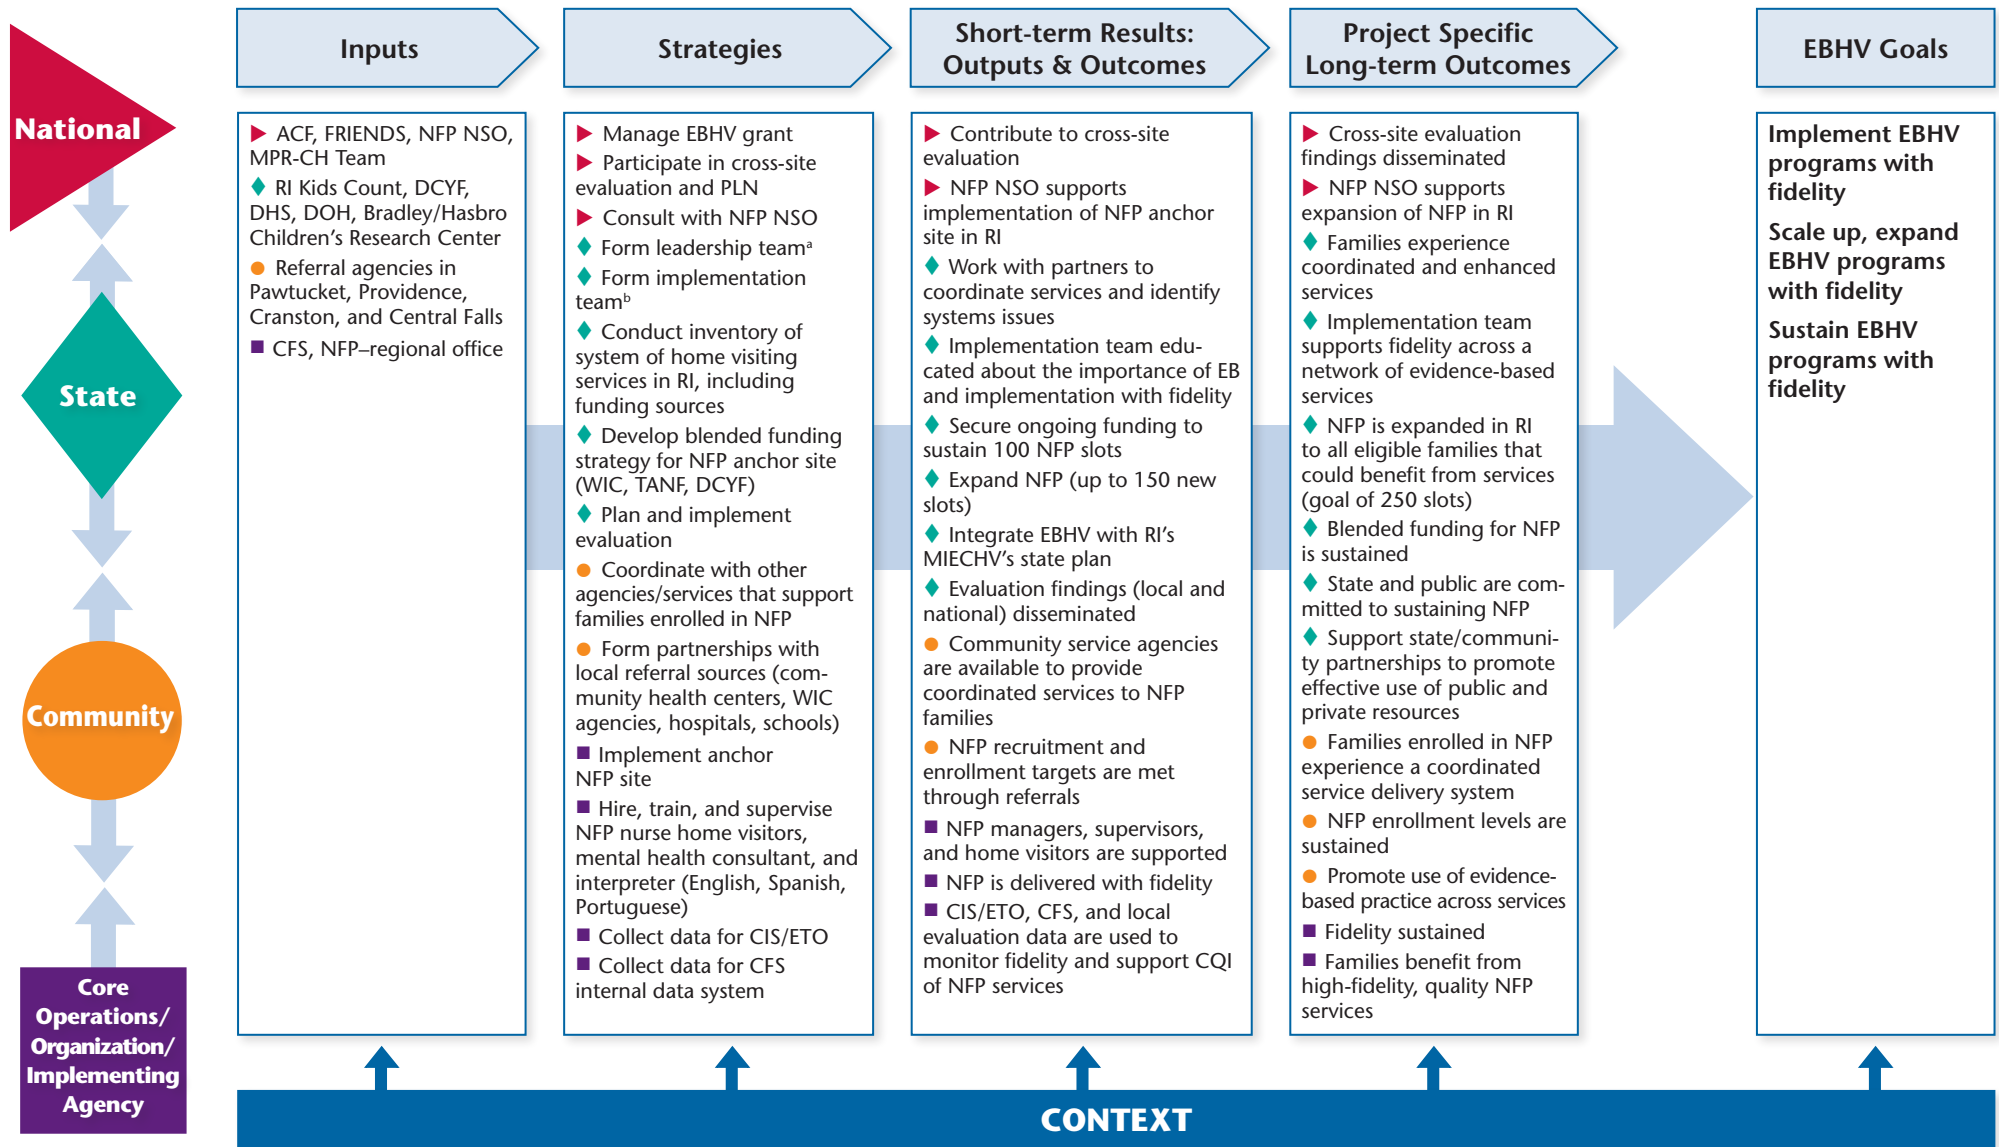 National
State
Community
Core
Operations/
Organization/
Implementing
Agency
Inputs
▶ ACF, FRIENDS, NFP NSO,
MPR-CH Team
♦ RI Kids Count, DCYF,
DHS, DOH, Bradley/Hasbro
Children’s Research Center
● Referral agencies in
Pawtucket, Providence,
Cranston, and Central Falls
■ CFS, NFP–regional office
Strategies
▶ Manage EBHV grant
▶ Participate in cross-site
evaluation and PLN
▶ Consult with NFP NSO
♦ Form leadership teamᵃ
♦ Form implementation
teamᵇ
♦ Conduct inventory of
system of home visiting
services in RI, including
funding sources
♦ Develop blended funding
strategy for NFP anchor site
(WIC, TANF, DCYF)
♦ Plan and implement
evaluation
● Coordinate with other
agencies/services that support
families enrolled in NFP
● Form partnerships with
local referral sources (com-
munity health centers, WIC
agencies, hospitals, schools)
■ Implement anchor
NFP site
■ Hire, train, and supervise
NFP nurse home visitors,
mental health consultant, and
interpreter (English, Spanish,
Portuguese)
■ Collect data for CIS/ETO
■ Collect data for CFS
internal data system
Short-term Results:
Outputs & Outcomes
▶ Contribute to cross-site
evaluation
▶ NFP NSO supports
implementation of NFP anchor
site in RI
♦ Work with partners to
coordinate services and identify
systems issues
♦ Implementation team edu-
cated about the importance of EB
and implementation with fidelity
♦ Secure ongoing funding to
sustain 100 NFP slots
♦ Expand NFP (up to 150 new
slots)
♦ Integrate EBHV with RI’s
MIECHV’s state plan
♦ Evaluation findings (local and
national) disseminated
● Community service agencies
are available to provide
coordinated services to NFP
families
● NFP recruitment and
enrollment targets are met
through referrals
■ NFP managers, supervisors,
and home visitors are supported
■ NFP is delivered with fidelity
■ CIS/ETO, CFS, and local
evaluation data are used to
monitor fidelity and support CQI
of NFP services
Project Specific
Long-term Outcomes
▶ Cross-site evaluation
findings disseminated
▶ NFP NSO supports
expansion of NFP in RI
♦ Families experience
coordinated and enhanced
services
♦ Implementation team
supports fidelity across a
network of evidence-based
services
♦ NFP is expanded in RI
to all eligible families that
could benefit from services
(goal of 250 slots)
♦ Blended funding for NFP
is sustained
♦ State and public are com-
mitted to sustaining NFP
♦ Support state/communi-
ty partnerships to promote
effective use of public and
private resources
● Families enrolled in NFP
experience a coordinated
service delivery system
● NFP enrollment levels are
sustained
● Promote use of evidence-
based practice across services
■ Fidelity sustained
■ Families benefit from
high-fidelity, quality NFP
services
EBHV Goals
Implement EBHV
programs with
fidelity
Scale up, expand
EBHV programs
with fidelity
Sustain EBHV
programs with
fidelity
CONTEXT